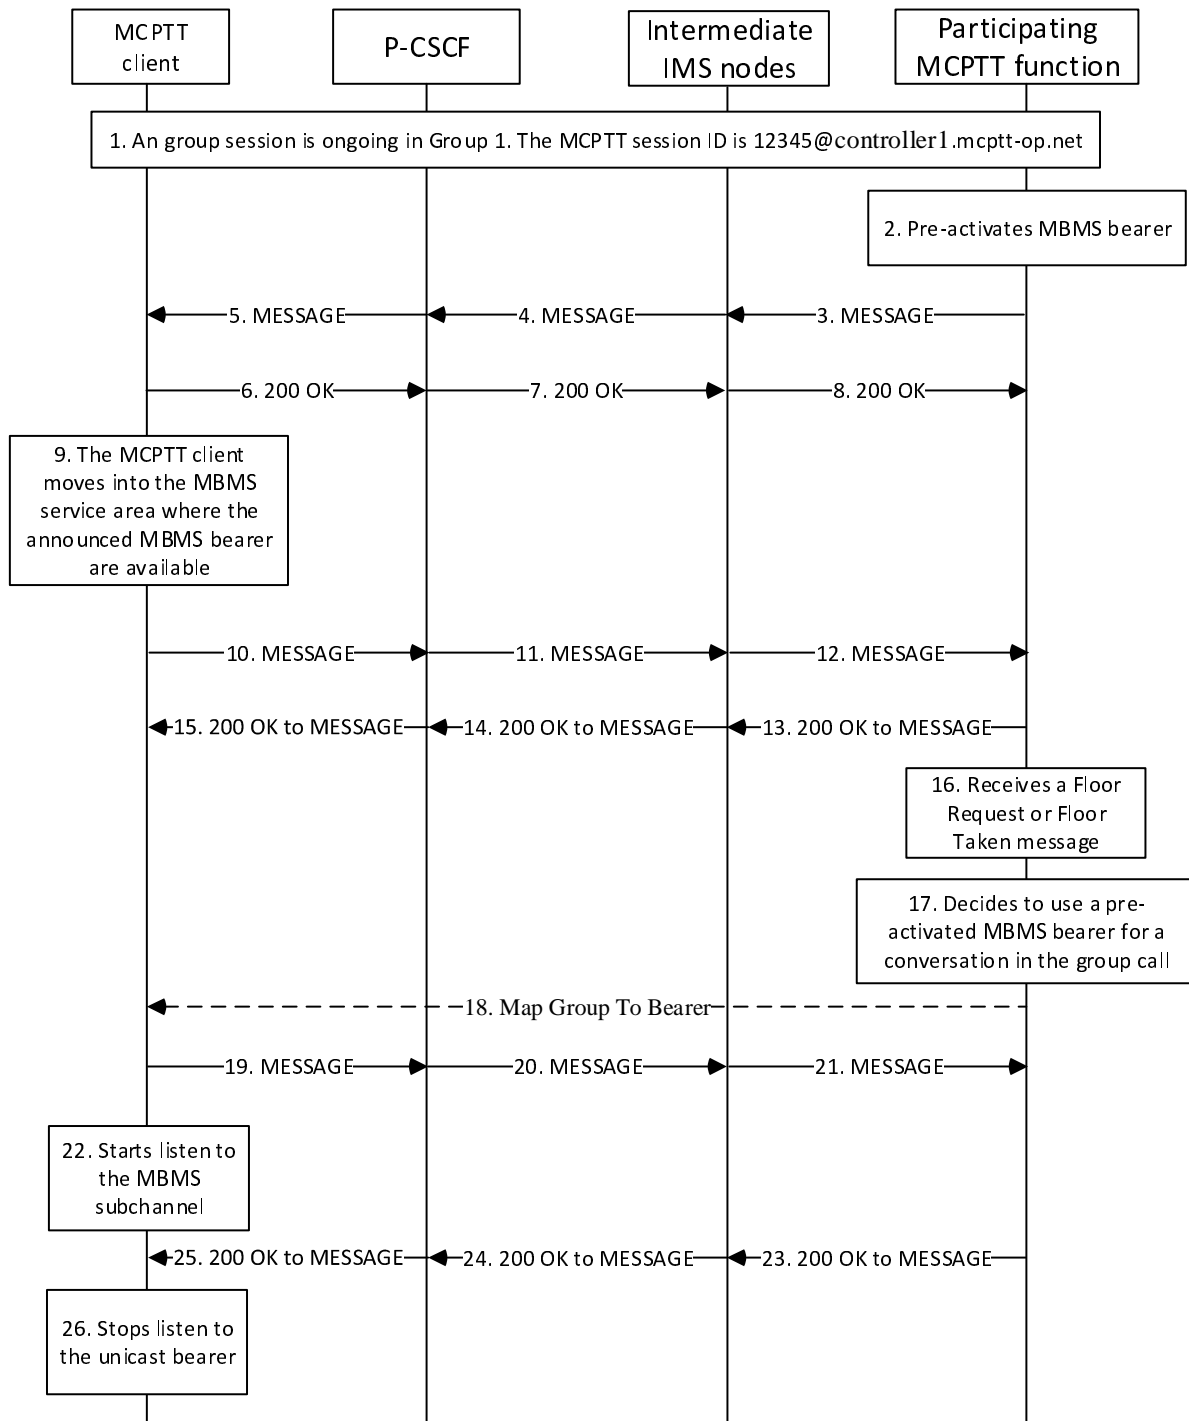 MCPTT
client
P-CSCF
Intermediate
IMS nodes
Participating
MCPTT function
1. An group session is ongoing in Group 1. The MCPTT session ID is 12345@controller1.mcptt-op.net
2. Pre-activates MBMS bearer
5. MESSAGE
4. MESSAGE
3. MESSAGE
6. 200 OK
7. 200 OK
8. 200 OK
9. The MCPTT client
moves into the MBMS
service area where the
announced MBMS bearer
are available
10. MESSAGE
11. MESSAGE
12. MESSAGE
15. 200 OK to MESSAGE
14. 200 OK to MESSAGE
13. 200 OK to MESSAGE
16. Receives a Floor
Request or Floor
Taken message
17. Decides to use a pre-
activated MBMS bearer for a
conversation in the group call
18. Map Group To Bearer
19. MESSAGE
20. MESSAGE
21. MESSAGE
22. Starts listen to
the MBMS
subchannel
25. 200 OK to MESSAGE
24. 200 OK to MESSAGE
23. 200 OK to MESSAGE
26. Stops listen to
the unicast bearer